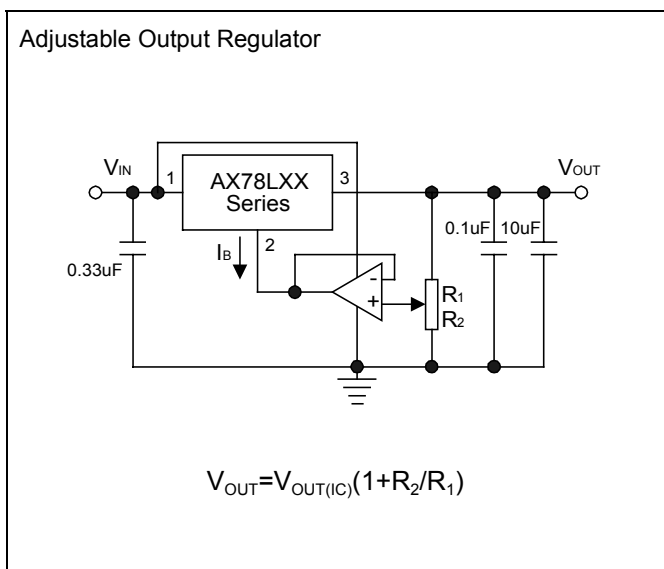 Adjustable Output Regulator
VIN
1
AX78LXX
Series
3
VOUT
2
IB
0.33uF
0.1uF
10uF
-
+
R1
R2
VOUT=VOUT(IC)(1+R2/R1)